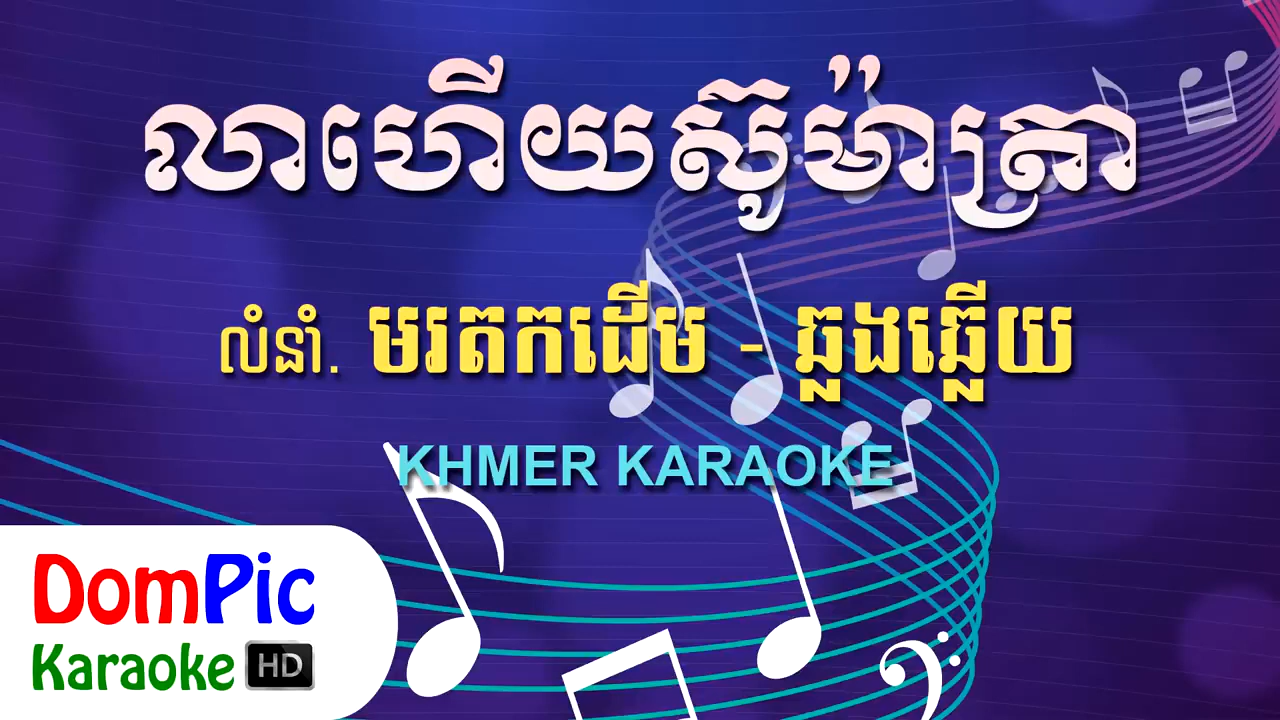 លាហើយស៊ូម៉ាត្រា
លំនាំ. មរតកដើម - ឆ្លងឆ្លើយ
KHMER KARAOKE
DomPic
Karaoke HD